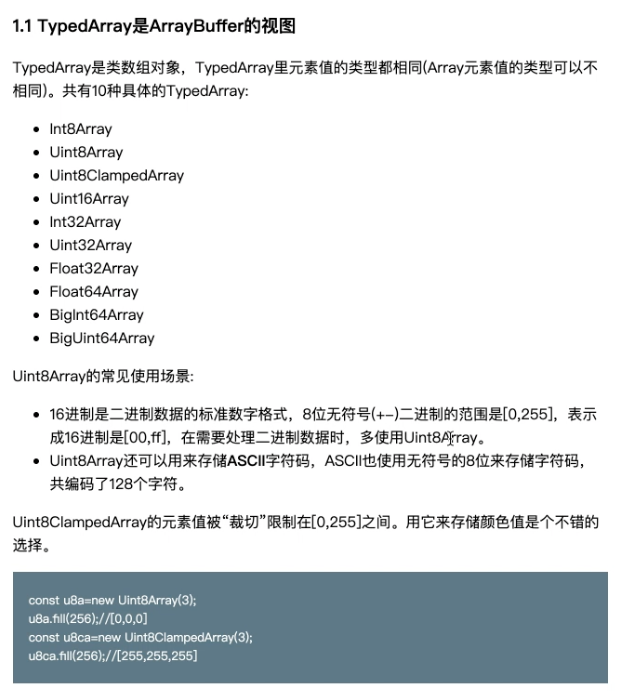 1.1 TypedArray是ArrayBuffer的视图
TypedArray是类数组对象，TypedArray里元素值的类型都相同(Array元素值的类型可以不
相同)。共有10种具体的TypedArray:
• Int8Array
• Uint8Array
• Uint8ClampedArray
• Uint16Array
• Int32Array
• Uint32Array
• Float32Array
• Float64Array
• BigInt64Array
• BigUint64Array
Uint8Array的常见使用场景:
• 16进制是二进制数据的标准数字格式，8位无符号(+-)二进制的范围是[0,255]，表示
成16进制是[00,ff]，在需要处理二进制数据时，多使用Uint8Array。
• Uint8Array还可以用来存储ASCII字符码，ASCII也使用无符号的8位来存储字符码，
共编码了128个字符。
Uint8ClampedArray的元素值被“裁切”限制在[0,255]之间。用它来存储颜色值是个不错的
选择。
const u8a=new Uint8Array(3);
u8a.fill(256);//[0,0,0]
const u8ca=new Uint8ClampedArray(3);
u8ca.fill(256);//[255,255,255]